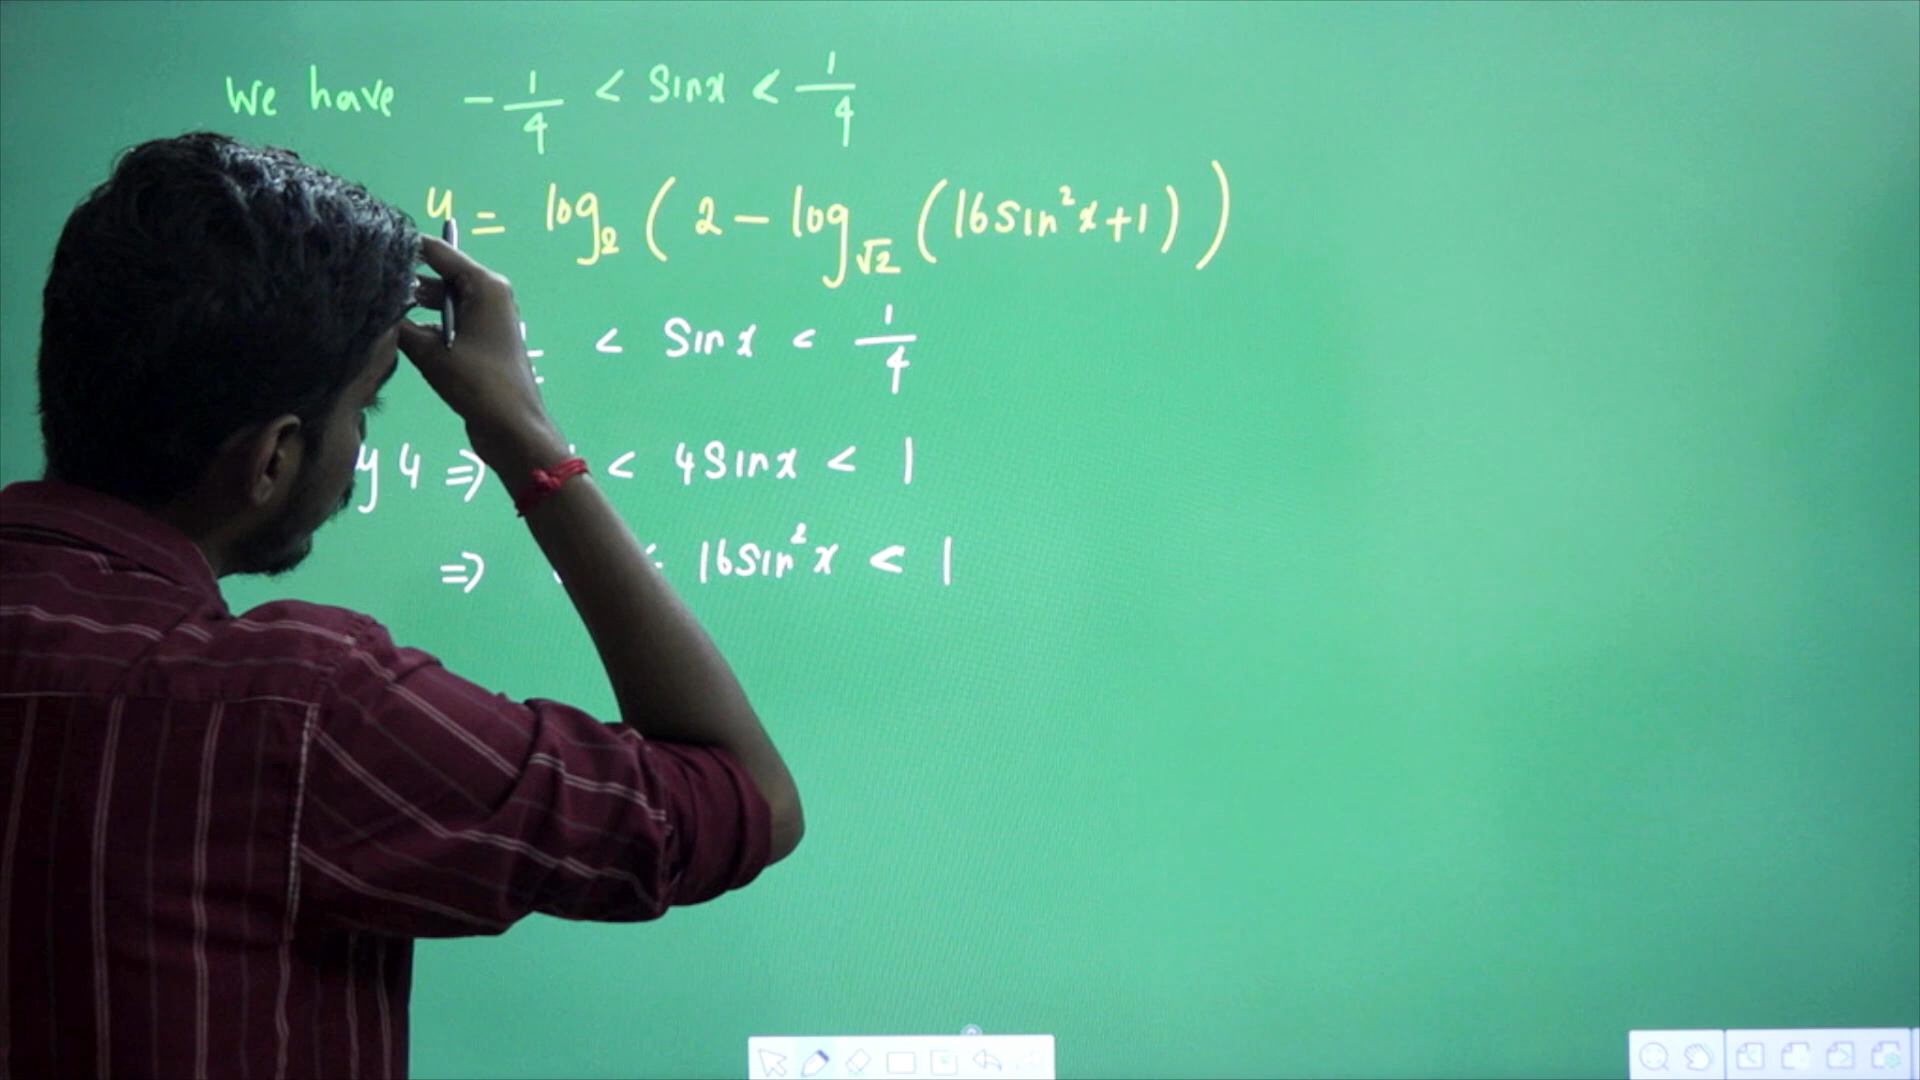 We have -1/4 < Sinx < 1/4
y = log₂ ( 2 - log√2 (16sin²x+1) )
< Sinx < 1/4
y 4 ⇒ < 4Sinx < 1
⇒ 16Sin²x < 1